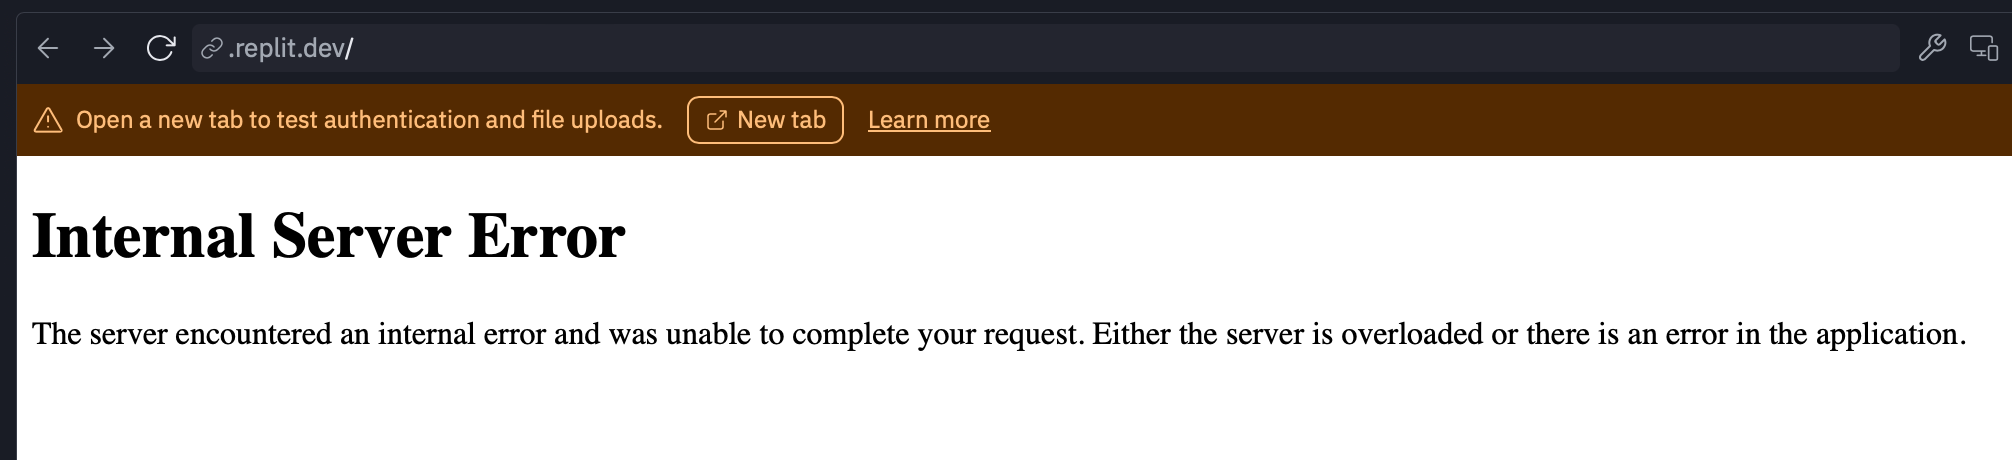 .replit.dev/
Open a new tab to test authentication and file uploads. New tab Learn more
Internal Server Error
The server encountered an internal error and was unable to complete your request. Either the server is overloaded or there is an error in the application.